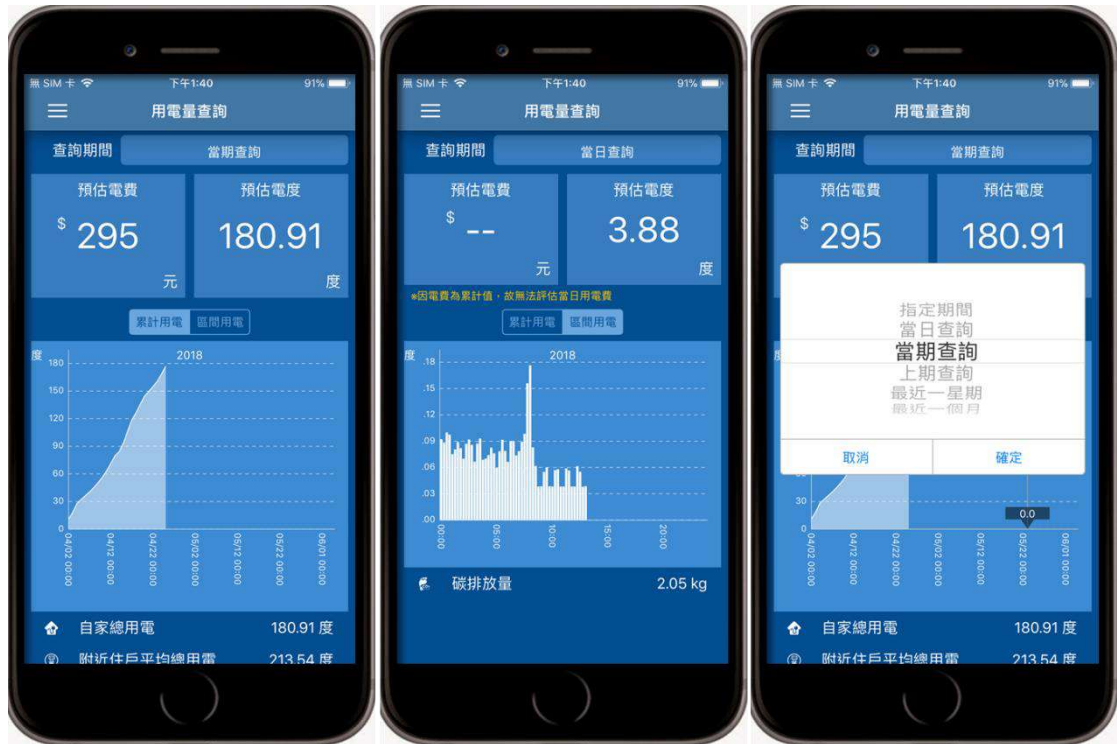 無 SIM 卡 下午1:40 91%
用電量查詢
查詢期間 當期查詢
預估電費 預估電度
$ 295 180.91
元 度
累計用電 區間用電
度 2018
180
150
120
90
60
30
0
04/02 00:00
04/12 00:00
04/22 00:00
05/02 00:00
05/12 00:00
05/22 00:00
06/01 00:00
自家總用電 180.91 度
附近住戶平均總用電 213.54 度
無 SIM 卡 下午1:40 91%
用電量查詢
查詢期間 當日查詢
預估電費 預估電度
$ -- 3.88
元 度
※因電費為累計值，故無法評估當日用電費
累計用電 區間用電
度 2018
.18
.15
.12
.09
.06
.03
.00
00:00
05:00
10:00
15:00
20:00
碳排放量 2.05 kg
無 SIM 卡 下午1:40 91%
用電量查詢
查詢期間 當期查詢
預估電費 預估電度
$ 295 180.91
指定期間
當日查詢
當期查詢
上期查詢
最近一星期
最近一個月
取消 確定
60
30
0
0.0
04/02 00:00
04/12 00:00
04/22 00:00
05/02 00:00
05/12 00:00
05/22 00:00
06/01 00:00
自家總用電 180.91 度
附近住戶平均總用電 213.54 度